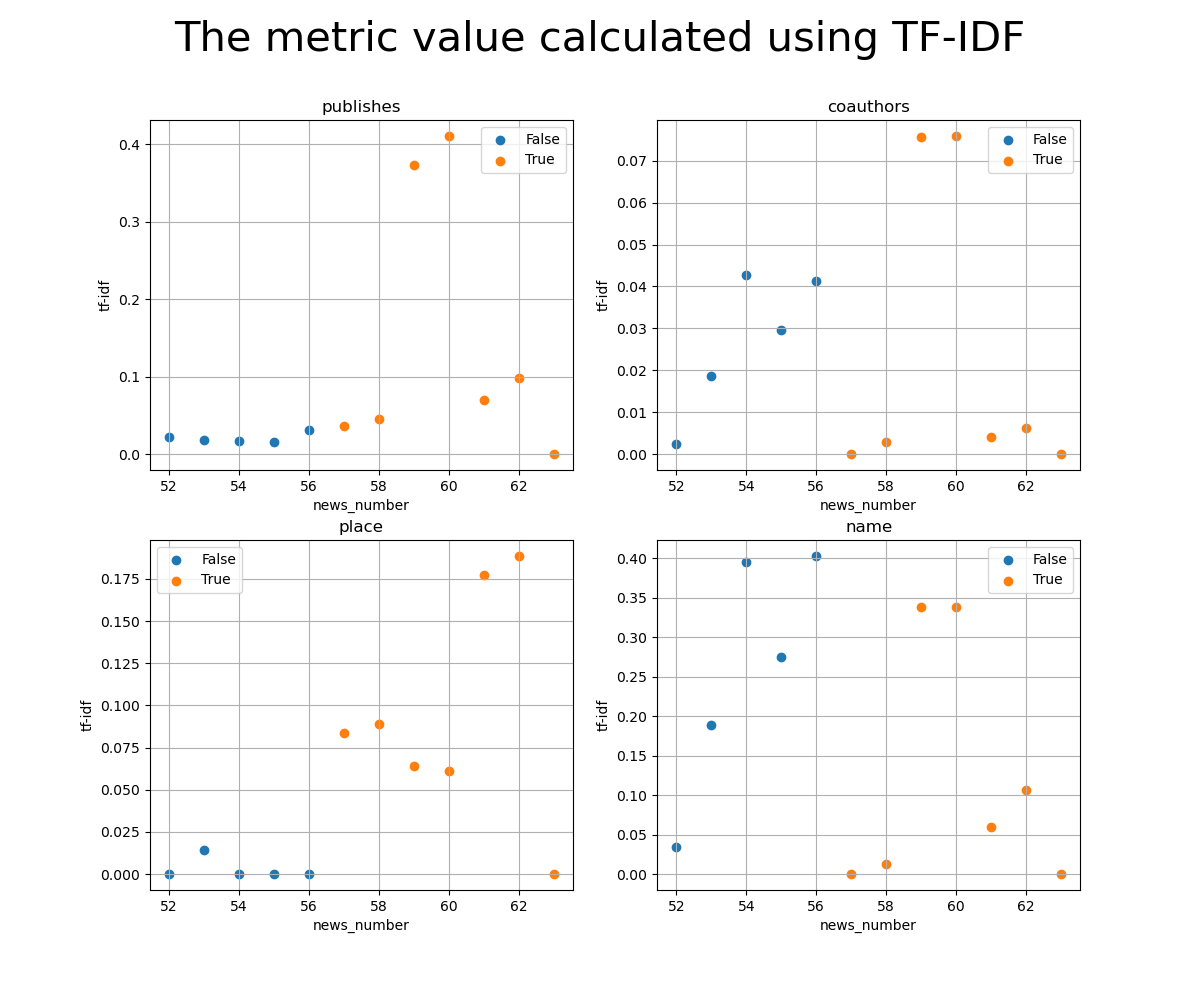 The metric value calculated using TF-IDF
publishes
False
True
0.4
0.3
0.2
0.1
0.0
tf-idf
52 54 56 58 60 62
news_number
coauthors
False
True
0.07
0.06
0.05
0.04
0.03
0.02
0.01
0.00
tf-idf
52 54 56 58 60 62
news_number
place
False
True
0.175
0.150
0.125
0.100
0.075
0.050
0.025
0.000
tf-idf
52 54 56 58 60 62
news_number
name
False
True
0.40
0.35
0.30
0.25
0.20
0.15
0.10
0.05
0.00
tf-idf
52 54 56 58 60 62
news_number